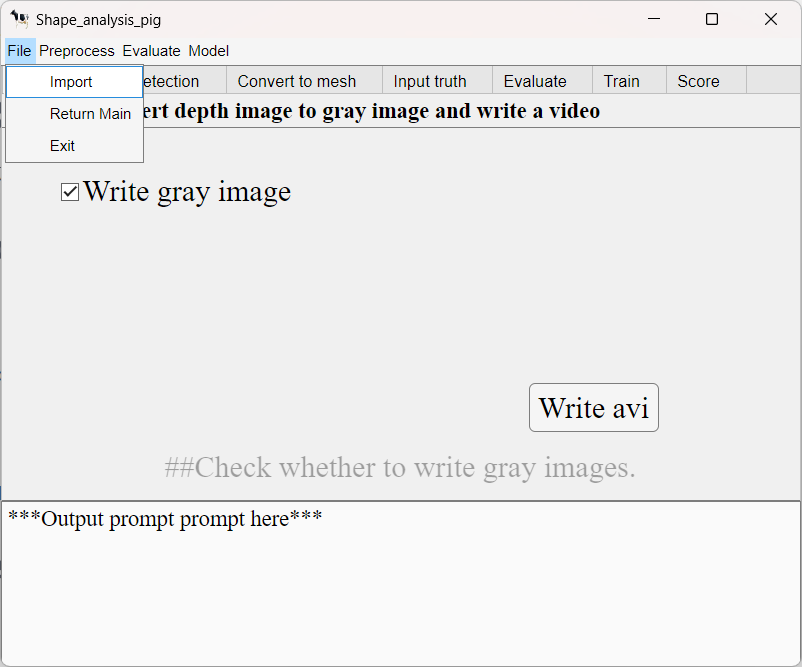 Shape_analysis_pig
File Preprocess Evaluate Model
Import
Return Main
Exit
etection Convert to mesh Input truth Evaluate Train Score
ert depth image to gray image and write a video
Write gray image
Write avi
##Check whether to write gray images.
***Output prompt prompt here***